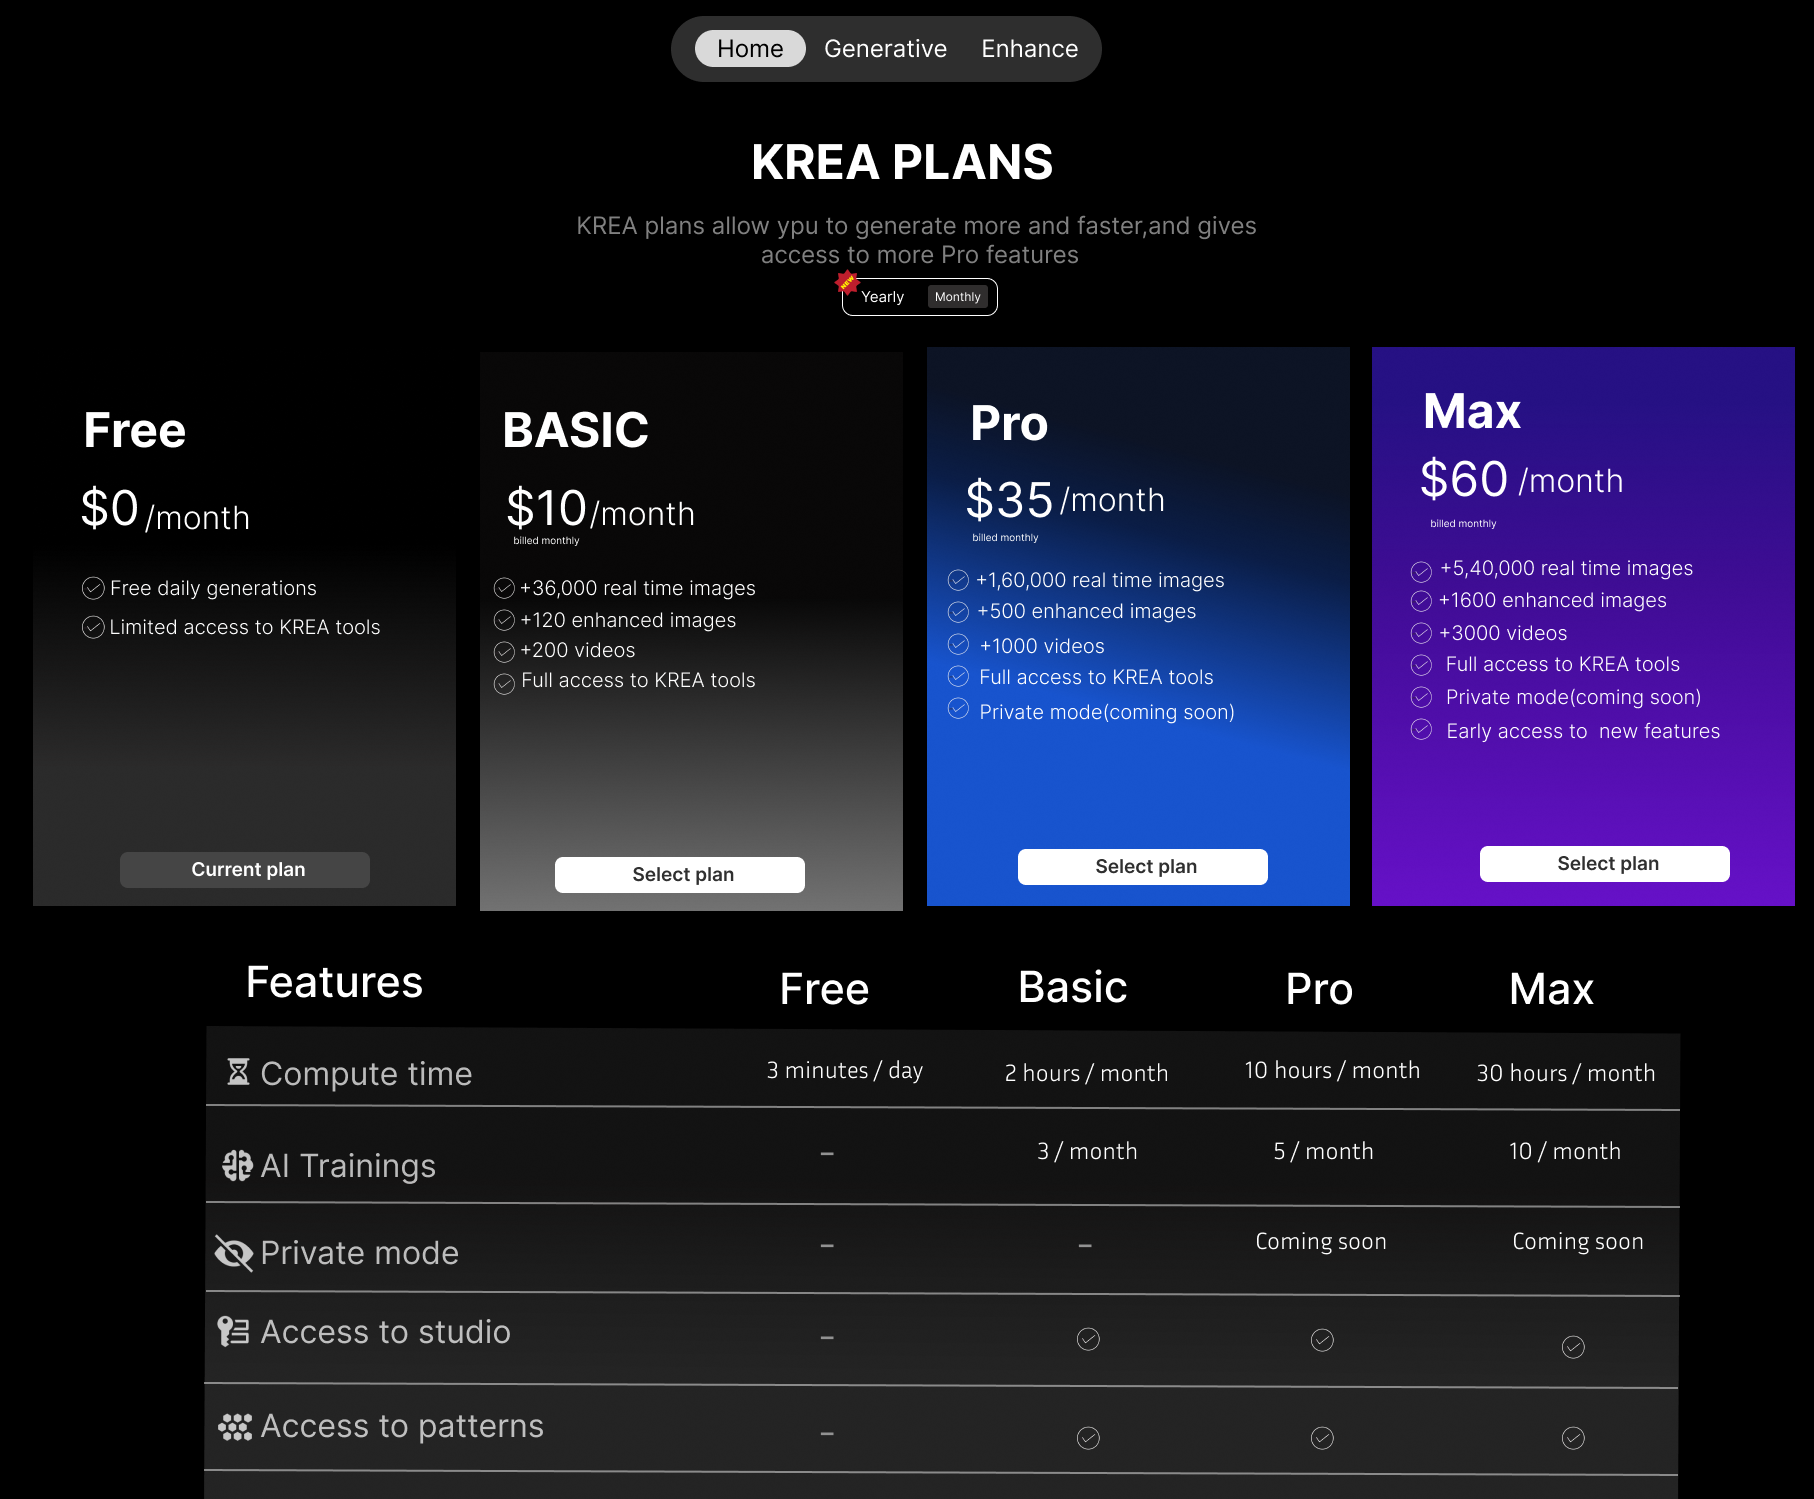 Home Generative Enhance
KREA PLANS
KREA plans allow ypu to generate more and faster,and gives
access to more Pro features
NEW
Yearly Monthly
Free
$0 /month
Free daily generations
Limited access to KREA tools
Current plan
BASIC
$10 /month
billed monthly
+36,000 real time images
+120 enhanced images
+200 videos
Full access to KREA tools
Select plan
Pro
$35 /month
billed monthly
+1,60,000 real time images
+500 enhanced images
+1000 videos
Full access to KREA tools
Private mode(coming soon)
Select plan
Max
$60 /month
billed monthly
+5,40,000 real time images
+1600 enhanced images
+3000 videos
Full access to KREA tools
Private mode(coming soon)
Early access to new features
Select plan
Features Free Basic Pro Max
Compute time 3 minutes / day 2 hours / month 10 hours / month 30 hours / month
AI Trainings – 3 / month 5 / month 10 / month
Private mode – – Coming soon Coming soon
Access to studio –
Access to patterns –